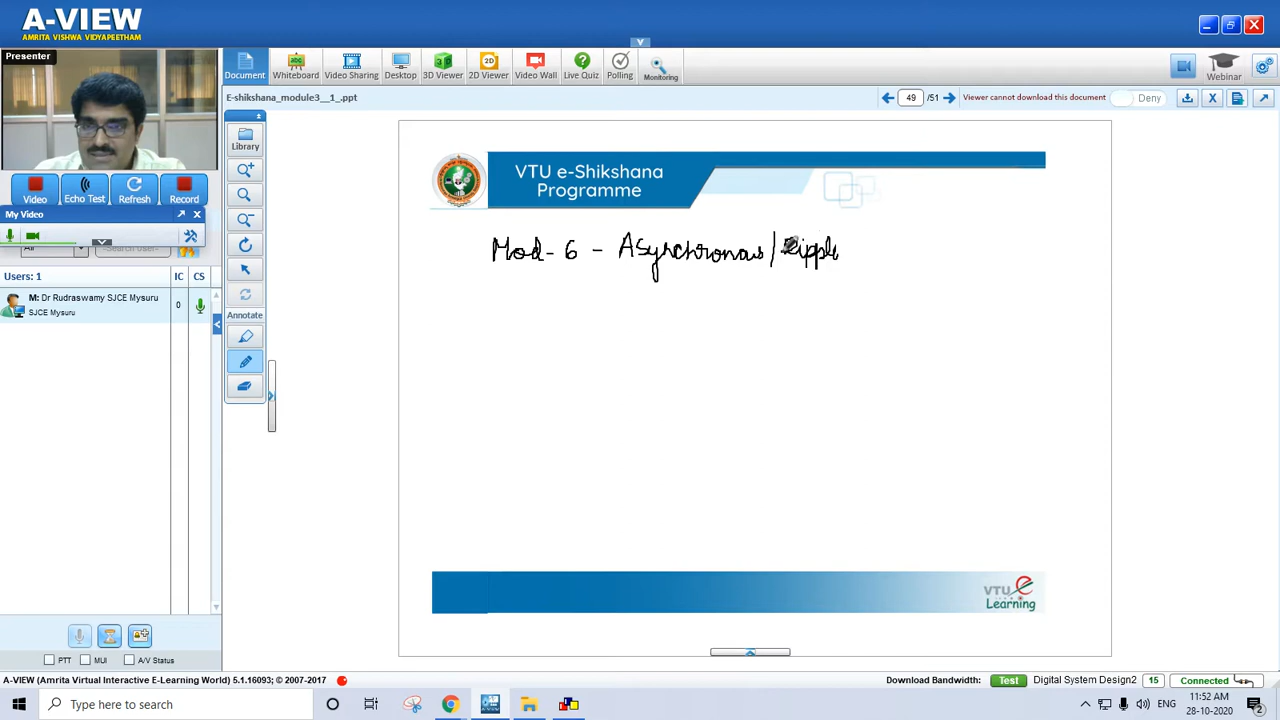 A-VIEW
AMRITA VISHWA VIDYAPEETHAM
Presenter
Document
Whiteboard
Video Sharing
Desktop
3D Viewer
2D Viewer
Video Wall
Live Quiz
Polling
Monitoring
Webinar
E-shikshana_module3__1_.ppt
49 /51
Viewer cannot download this document
Deny
Library
Video
Echo Test
Refresh
Record
My Video
All
Search User
Users: 1
IC
CS
M: Dr Rudraswamy SJCE Mysuru
SJCE Mysuru
0
Annotate
VTU e-Shikshana
Programme
Mod-6 - Asynchronous/Ripple
VTU e
Learning
PTT
MUI
A/V Status
A-VIEW (Amrita Virtual Interactive E-Learning World) 5.1.16093; © 2007-2017
Download Bandwidth:
Test
Digital System Design2
15
Connected
Type here to search
ENG
11:52 AM
28-10-2020
2